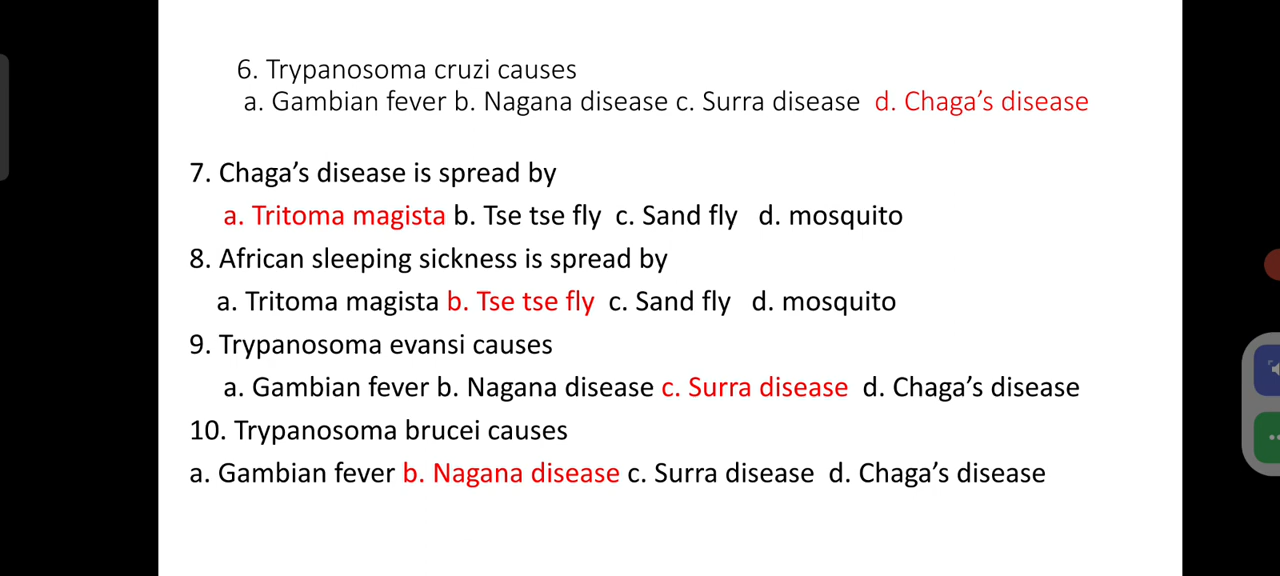 6. Trypanosoma cruzi causes
a. Gambian fever b. Nagana disease c. Surra disease d. Chaga’s disease
7. Chaga’s disease is spread by
a. Tritoma magista b. Tse tse fly c. Sand fly d. mosquito
8. African sleeping sickness is spread by
a. Tritoma magista b. Tse tse fly c. Sand fly d. mosquito
9. Trypanosoma evansi causes
a. Gambian fever b. Nagana disease c. Surra disease d. Chaga’s disease
10. Trypanosoma brucei causes
a. Gambian fever b. Nagana disease c. Surra disease d. Chaga’s disease